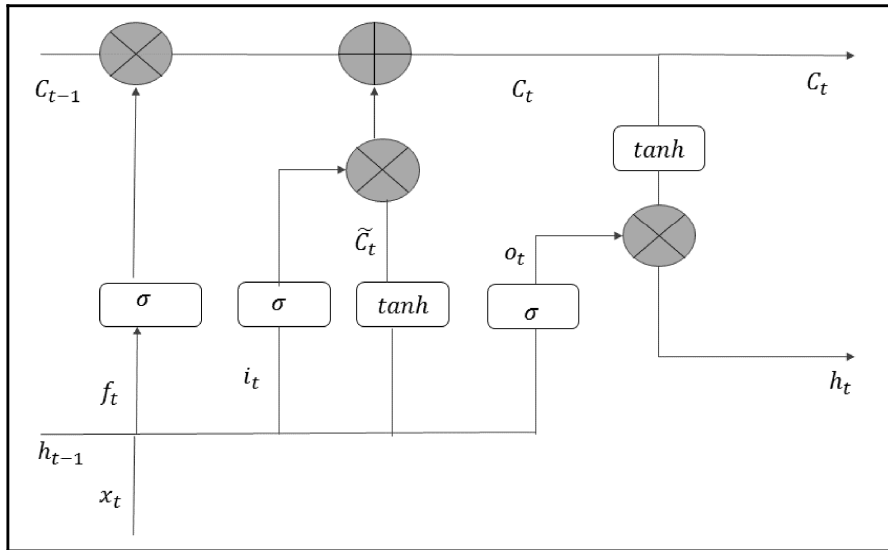 C_{t−1} C_t C_t
tanh
C̃_t o_t
σ σ tanh σ
f_t i_t h_t
h_{t−1}
x_t